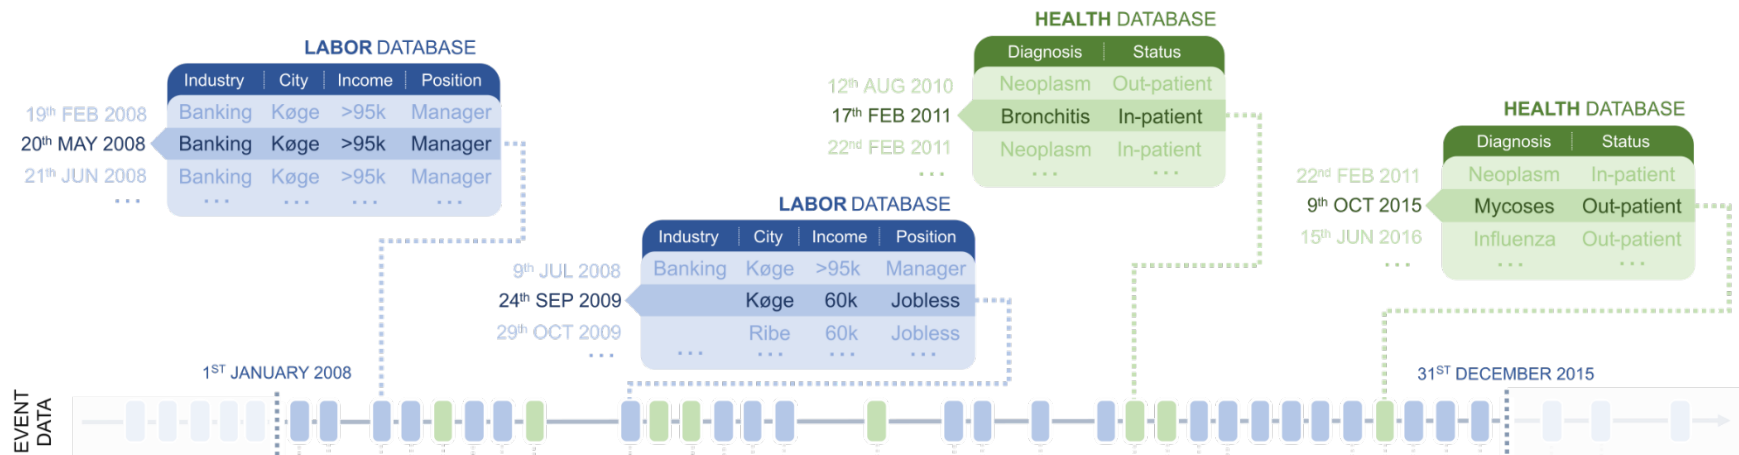 LABOR DATABASE
Industry City Income Position
19th FEB 2008 Banking Køge >95k Manager
20th MAY 2008 Banking Køge >95k Manager
21th JUN 2008 Banking Køge >95k Manager
... ... ... ... ...
HEALTH DATABASE
Diagnosis Status
12th AUG 2010 Neoplasm Out-patient
17th FEB 2011 Bronchitis In-patient
22nd FEB 2011 Neoplasm In-patient
... ... ...
HEALTH DATABASE
Diagnosis Status
22nd FEB 2011 Neoplasm In-patient
9th OCT 2015 Mycoses Out-patient
15th JUN 2016 Influenza Out-patient
... ... ...
LABOR DATABASE
Industry City Income Position
9th JUL 2008 Banking Køge >95k Manager
24th SEP 2009 Køge 60k Jobless
29th OCT 2009 Ribe 60k Jobless
... ... ... ... ...
1ST JANUARY 2008
31ST DECEMBER 2015
EVENT
DATA